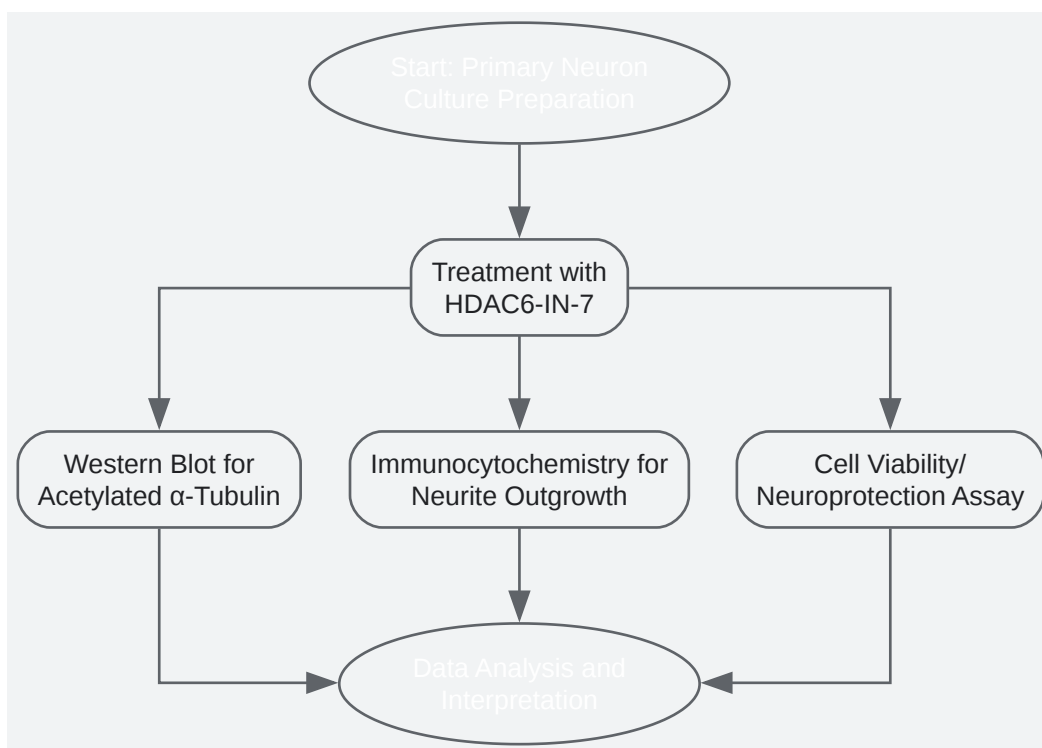 Start: Primary Neuron
Culture Preparation
Treatment with
HDAC6-IN-7
Western Blot for
Acetylated α-Tubulin
Immunocytochemistry for
Neurite Outgrowth
Cell Viability/
Neuroprotection Assay
Data Analysis and
Interpretation